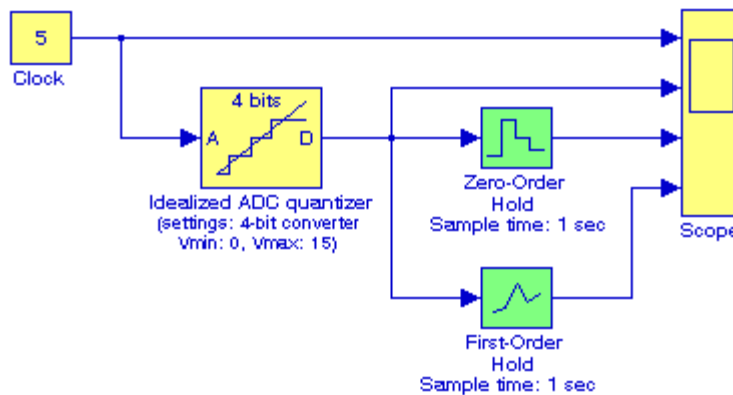 5
Clock
4 bits
A D
Idealized ADC quantizer
(settings: 4-bit converter
Vmin: 0, Vmax: 15)
Zero-Order
Hold
Sample time: 1 sec
First-Order
Hold
Sample time: 1 sec
Scope